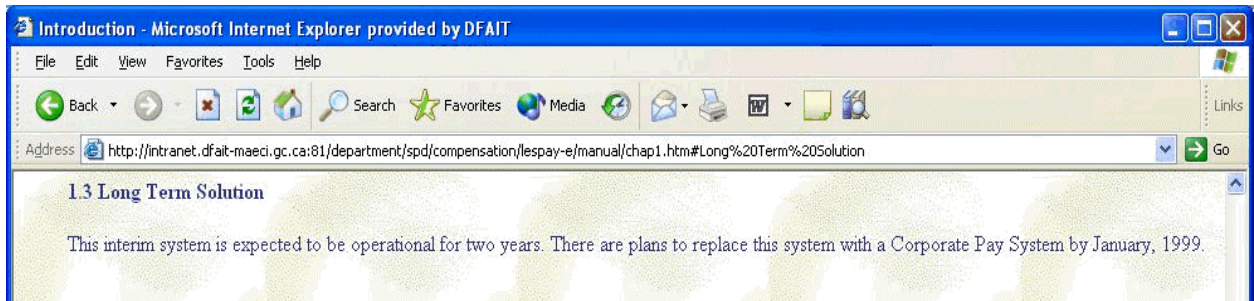 Introduction - Microsoft Internet Explorer provided by DFAIT
File Edit View Favorites Tools Help
Back Search Favorites Media W Links
Address http://intranet.dfait-maeci.gc.ca:81/department/spd/compensation/lespay-e/manual/chap1.htm#Long%20Term%20Solution Go
1.3 Long Term Solution
This interim system is expected to be operational for two years. There are plans to replace this system with a Corporate Pay System by January, 1999.